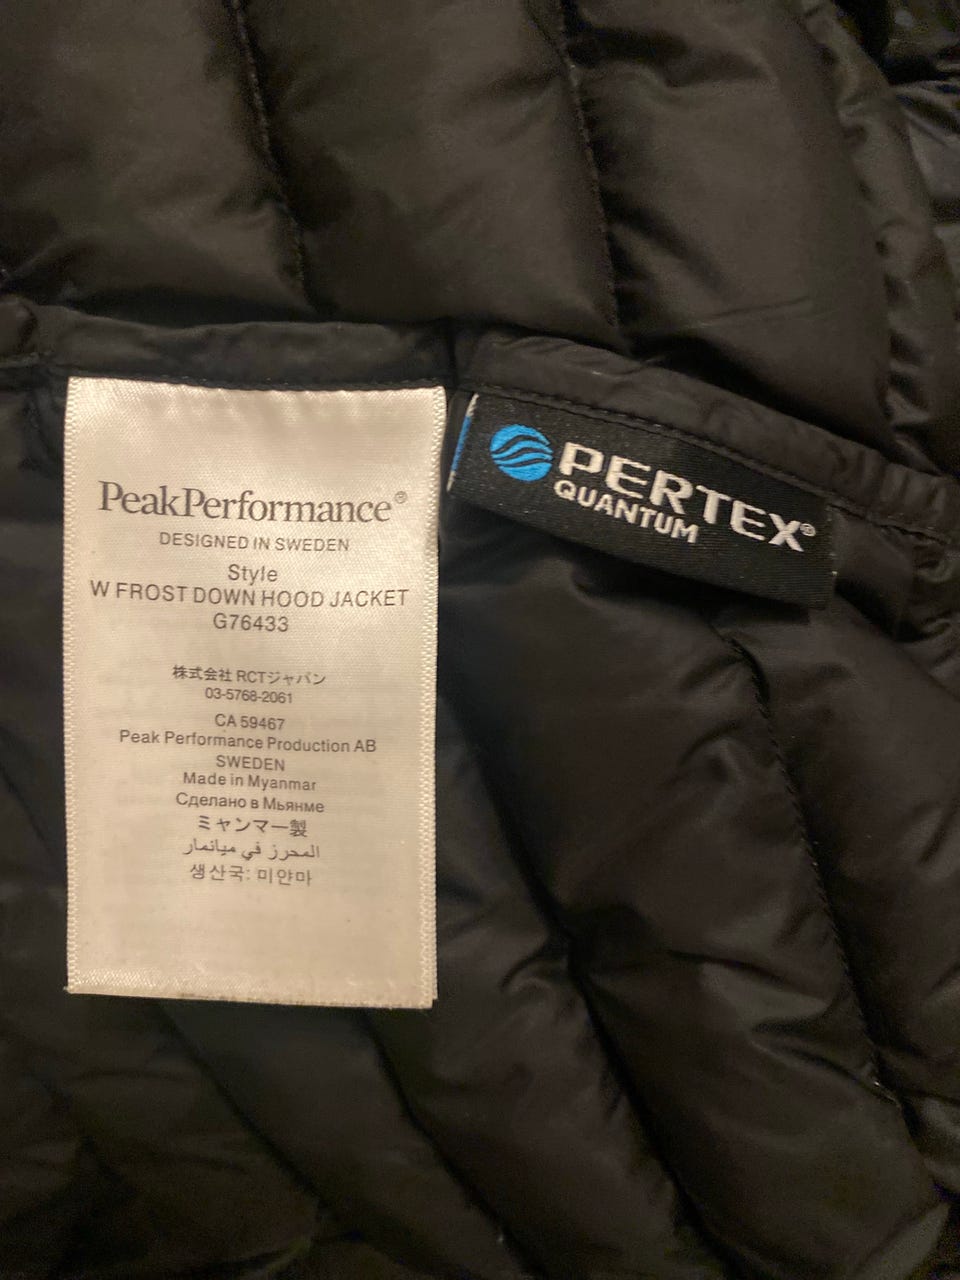 PeakPerformance®
DESIGNED IN SWEDEN
Style
W FROST DOWN HOOD JACKET
G76433
株式会社 RCTジャパン
03-5768-2061
CA 59467
Peak Performance Production AB
SWEDEN
Made in Myanmar
Сделано в Мьянме
ミャンマー製
المحرز في ميانمار
생산국: 미얀마
PERTEX®
QUANTUM